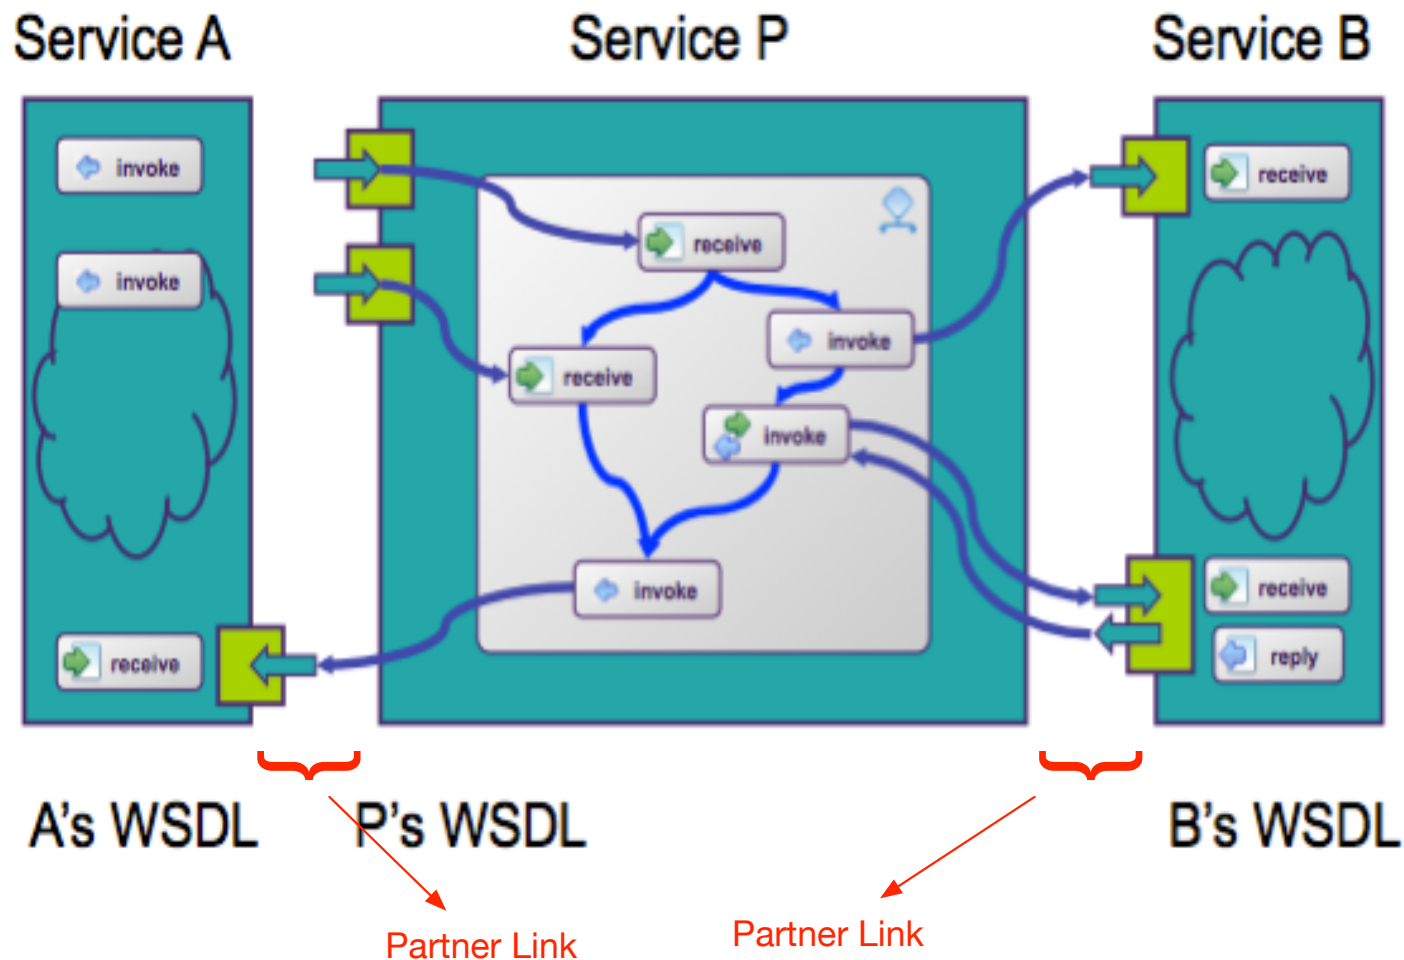 Service A
Service P
Service B
invoke
receive
receive
invoke
invoke
receive
invoke
invoke
receive
invoke
reply
receive
A's WSDL
P's WSDL
B's WSDL
Partner Link
Partner Link